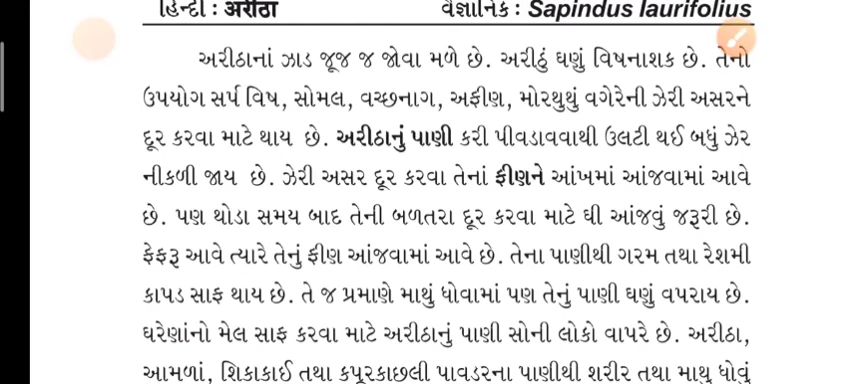 હિન્દી : અરીઠા વૈજ્ઞાનિક : Sapindus laurifolius
અરીઠાનાં ઝાડ જૂજ જ જોવા મળે છે. અરીઠું ઘણું વિષનાશક છે. તેનો
ઉપયોગ સર્પ વિષ, સોમલ, વચ્છનાગ, અફીણ, મોરથુથું વગેરેની ઝેરી અસરને
દૂર કરવા માટે થાય છે. અરીઠાનું પાણી કરી પીવડાવવાથી ઉલટી થઈ બધું ઝેર
નીકળી જાય છે. ઝેરી અસર દૂર કરવા તેનાં ફીણને આંખમાં આંજવામાં આવે
છે. પણ થોડા સમય બાદ તેની બળતરા દૂર કરવા માટે ઘી આંજવું જરૂરી છે.
ફેફરૂ આવે ત્યારે તેનું ફીણ આંજવામાં આવે છે. તેના પાણીથી ગરમ તથા રેશમી
કાપડ સાફ થાય છે. તે જ પ્રમાણે માથું ધોવામાં પણ તેનું પાણી ઘણું વપરાય છે.
ઘરેણાંનો મેલ સાફ કરવા માટે અરીઠાનું પાણી સોની લોકો વાપરે છે. અરીઠા,
આમળાં, શિકાકાઈ તથા કપૂરકાછલી પાવડરના પાણીથી શરીર તથા માથુ ધોવું